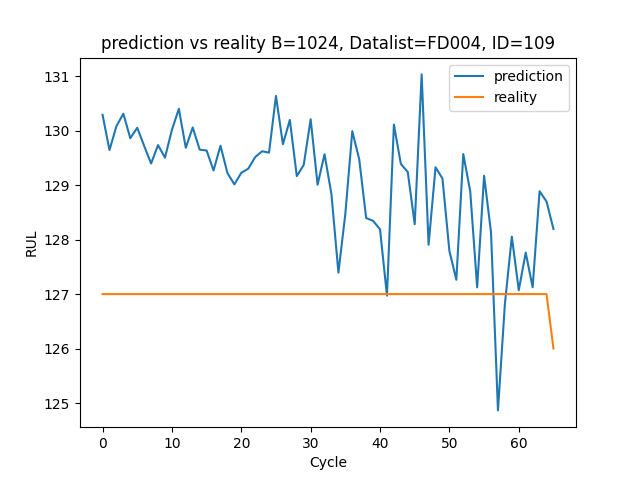 prediction vs reality B=1024, Datalist=FD004, ID=109
prediction
reality
131
130
129
128
127
126
125
RUL
0 10 20 30 40 50 60
Cycle